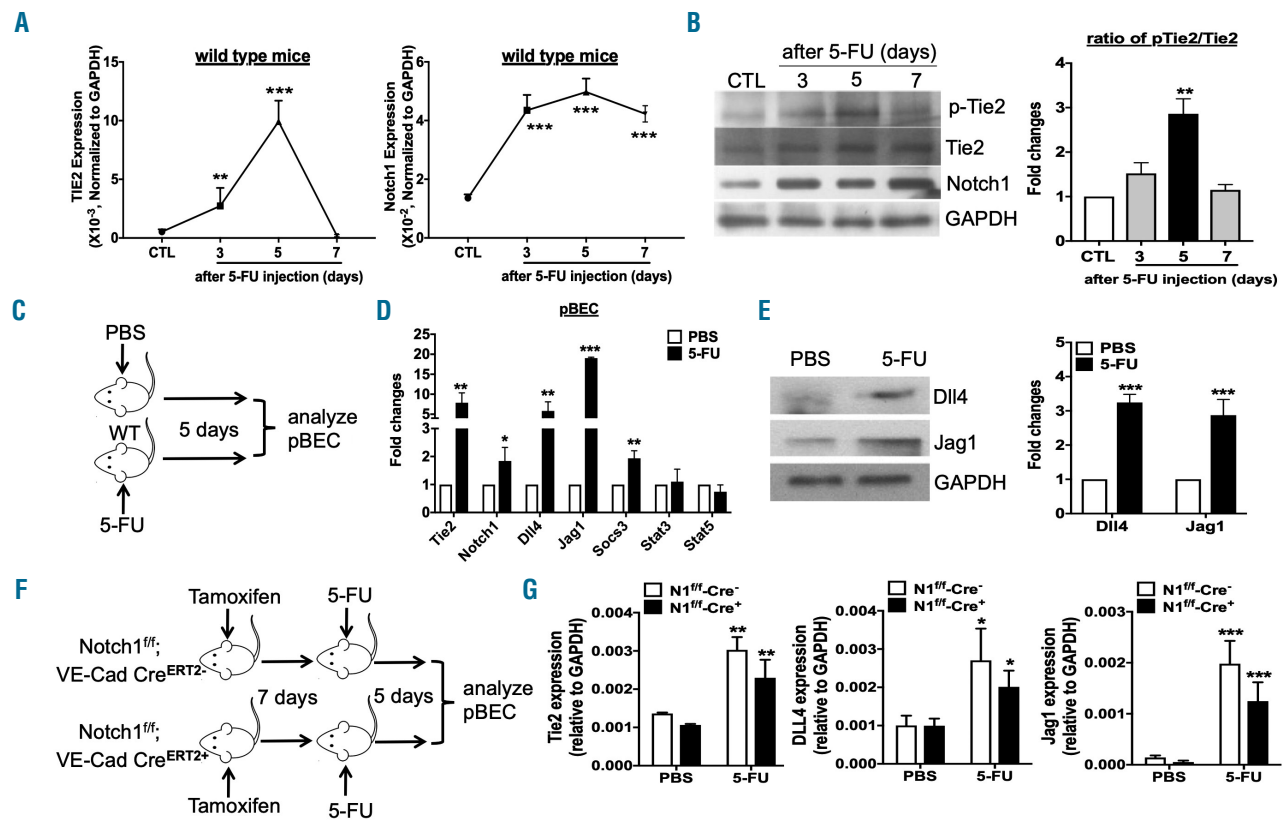 A
wild type mice
TIE2 Expression
(X10⁻³, Normalized to GAPDH)
15
10
5
0
**
***
CTL
3
5
7
after 5-FU injection (days)
wild type mice
Notch1 Expression
(X10⁻², Normalized to GAPDH)
6
4
2
0
***
***
***
CTL
3
5
7
after 5-FU injection (days)
B
after 5-FU (days)
CTL 3 5 7
p-Tie2
Tie2
Notch1
GAPDH
ratio of pTie2/Tie2
Fold changes
4
3
2
1
0
**
CTL 3 5 7
after 5-FU injection (days)
C
PBS
WT
5 days
analyze
pBEC
5-FU
D
pBEC
PBS
5-FU
Fold changes
25
20
15
10
5
3
2
1
0
**
*
**
***
**
Tie2
Notch1
Dll4
Jag1
Socs3
Stat3
Stat5
E
PBS 5-FU
Dll4
Jag1
GAPDH
PBS
5-FU
Fold changes
5
4
3
2
1
0
***
***
Dll4
Jag1
F
Tamoxifen
5-FU
Notch1f/f;
VE-Cad CreERT2-
7 days
5 days
analyze
pBEC
Notch1f/f;
VE-Cad CreERT2+
Tamoxifen
5-FU
G
N1f/f-Cre-
N1f/f-Cre+
Tie2 expression
(relative to GAPDH)
0.004
0.003
0.002
0.001
0.000
**
**
PBS
5-FU
N1f/f-Cre-
N1f/f-Cre+
DLL4 expression
(relative to GAPDH)
0.004
0.003
0.002
0.001
0.000
*
*
PBS
5-FU
N1f/f-Cre-
N1f/f-Cre+
Jag1 expression
(relative to GAPDH)
0.003
0.002
0.001
0.000
***
***
PBS
5-FU